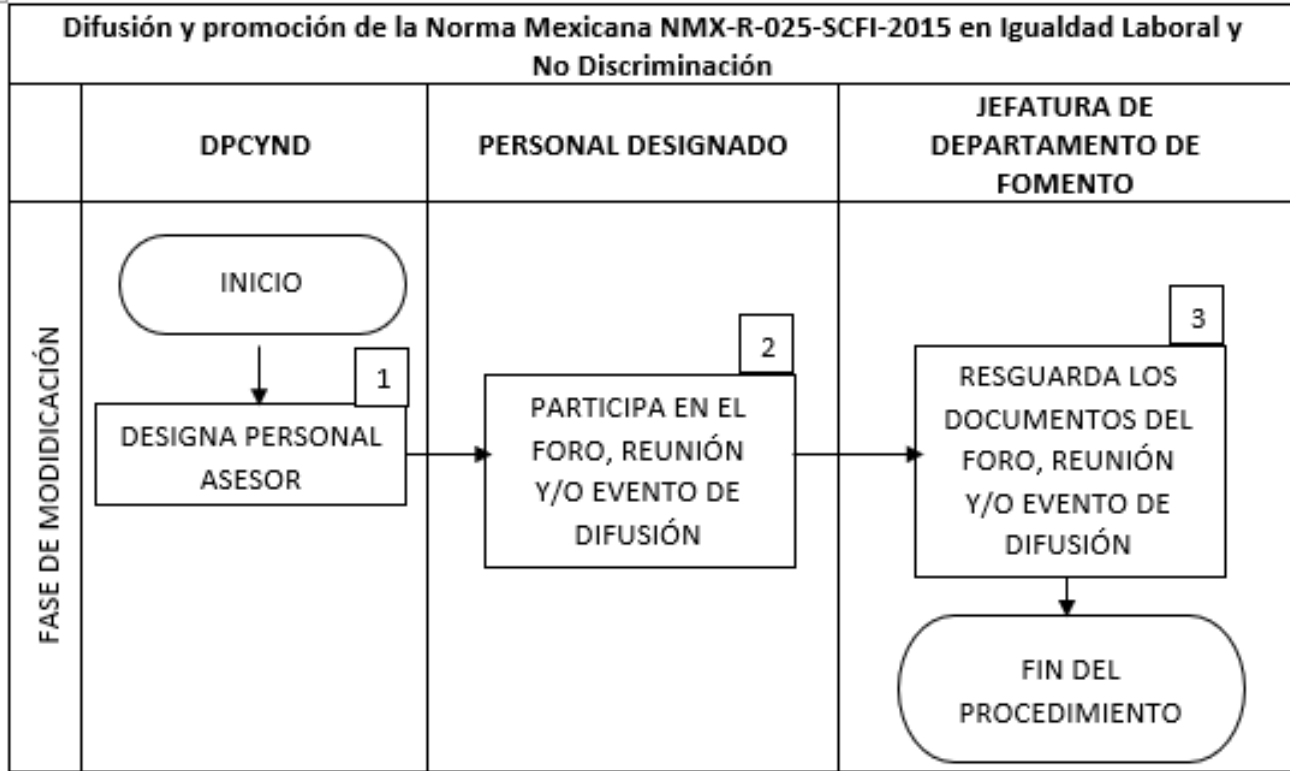 Difusión y promoción de la Norma Mexicana NMX-R-025-SCFI-2015 en Igualdad Laboral y
No Discriminación
DPCYND
PERSONAL DESIGNADO
JEFATURA DE
DEPARTAMENTO DE
FOMENTO
FASE DE MODIDICACIÓN
INICIO
1
DESIGNA PERSONAL
ASESOR
2
PARTICIPA EN EL
FORO, REUNIÓN
Y/O EVENTO DE
DIFUSIÓN
3
RESGUARDA LOS
DOCUMENTOS DEL
FORO, REUNIÓN
Y/O EVENTO DE
DIFUSIÓN
FIN DEL
PROCEDIMIENTO